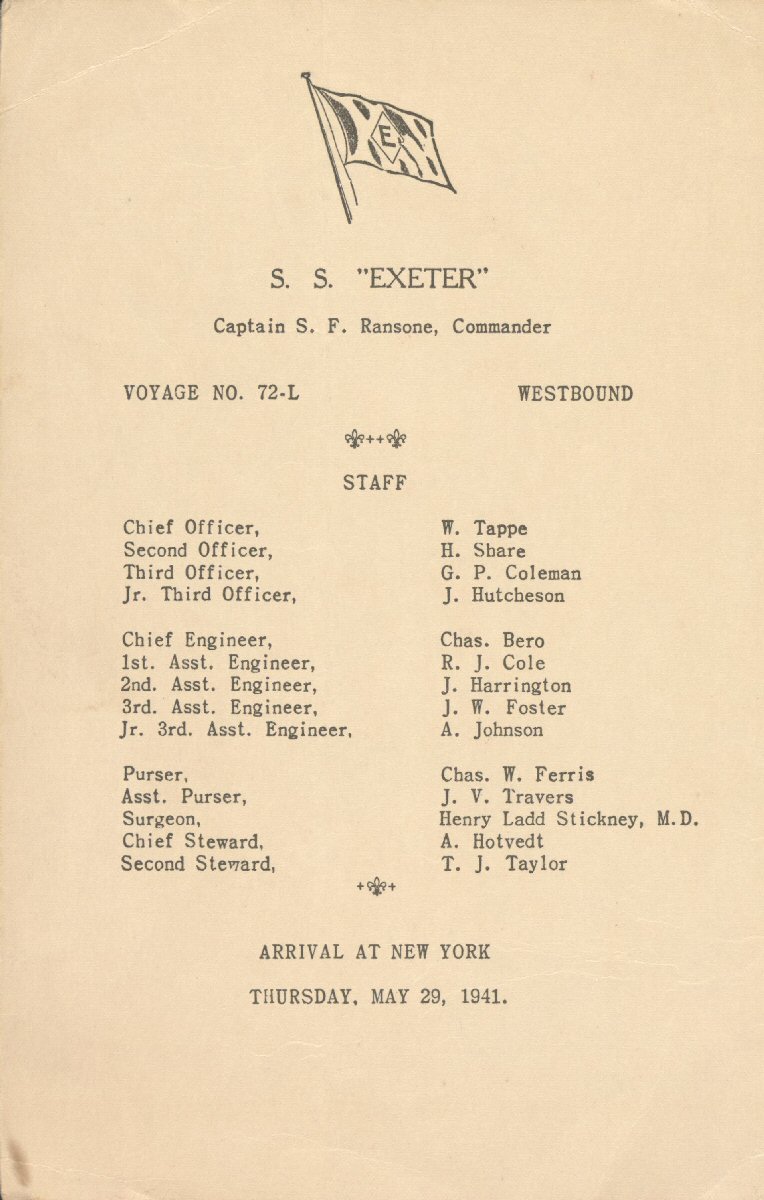 E
S. S. "EXETER"
Captain S. F. Ransone, Commander
VOYAGE NO. 72-L WESTBOUND
STAFF
Chief Officer, W. Tappe
Second Officer, H. Share
Third Officer, G. P. Coleman
Jr. Third Officer, J. Hutcheson
Chief Engineer, Chas. Bero
1st. Asst. Engineer, R. J. Cole
2nd. Asst. Engineer, J. Harrington
3rd. Asst. Engineer, J. W. Foster
Jr. 3rd. Asst. Engineer, A. Johnson
Purser, Chas. W. Ferris
Asst. Purser, J. V. Travers
Surgeon, Henry Ladd Stickney, M.D.
Chief Steward, A. Hotvedt
Second Steward, T. J. Taylor
ARRIVAL AT NEW YORK
THURSDAY, MAY 29, 1941.